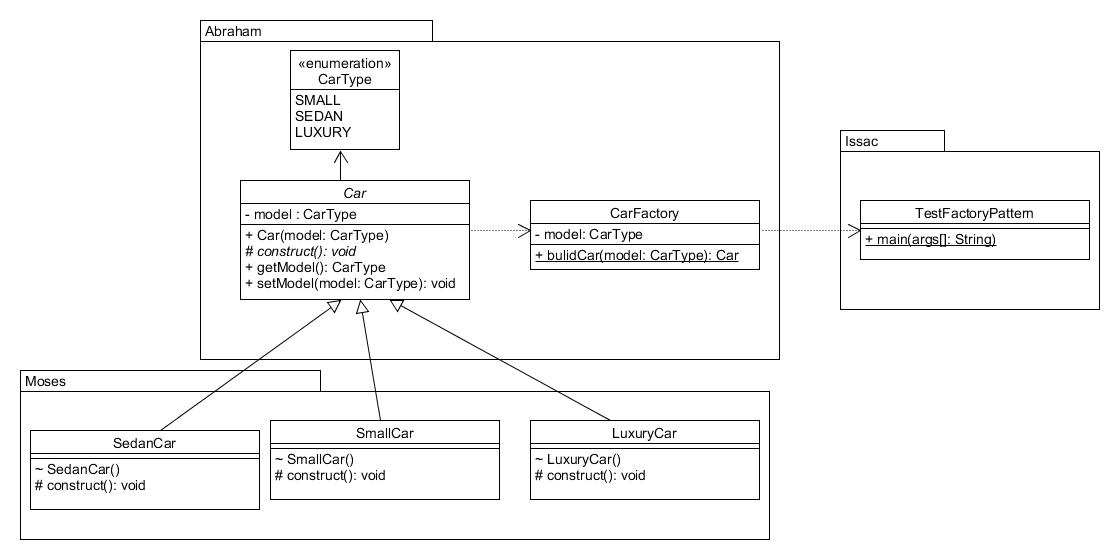 Abraham
«enumeration»
CarType
SMALL
SEDAN
LUXURY
Car
- model : CarType
+ Car(model: CarType)
# construct(): void
+ getModel(): CarType
+ setModel(model: CarType): void
CarFactory
- model: CarType
+ bulidCar(model: CarType): Car
Issac
TestFactoryPattern
+ main(args[]: String)
Moses
SedanCar
~ SedanCar()
# construct(): void
SmallCar
~ SmallCar()
# construct(): void
LuxuryCar
~ LuxuryCar()
# construct(): void